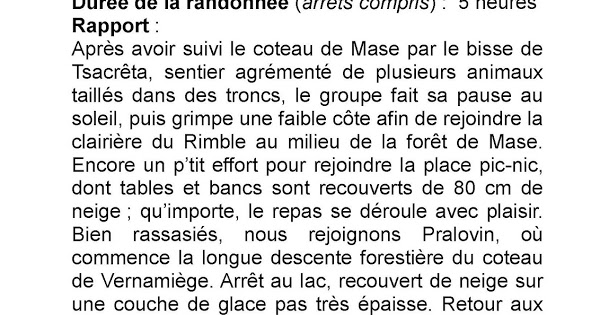 Durée de la randonnée (arrêts compris) : 5 heures
Rapport :
Après avoir suivi le coteau de Mase par le bisse de
Tsacrêta, sentier agrémenté de plusieurs animaux
taillés dans des troncs, le groupe fait sa pause au
soleil, puis grimpe une faible côte afin de rejoindre la
clairière du Rimble au milieu de la forêt de Mase.
Encore un p’tit effort pour rejoindre la place pic-nic,
dont tables et bancs sont recouverts de 80 cm de
neige ; qu’importe, le repas se déroule avec plaisir.
Bien rassasiés, nous rejoignons Pralovin, où
commence la longue descente forestière du coteau
de Vernamiège. Arrêt au lac, recouvert de neige sur
une couche de glace pas très épaisse. Retour aux